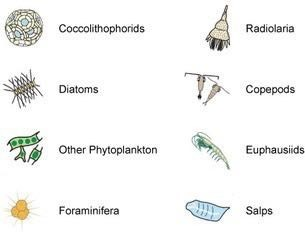 Coccolithophorids
Radiolaria
Diatoms
Copepods
Other Phytoplankton
Euphausiids
Foraminifera
Salps